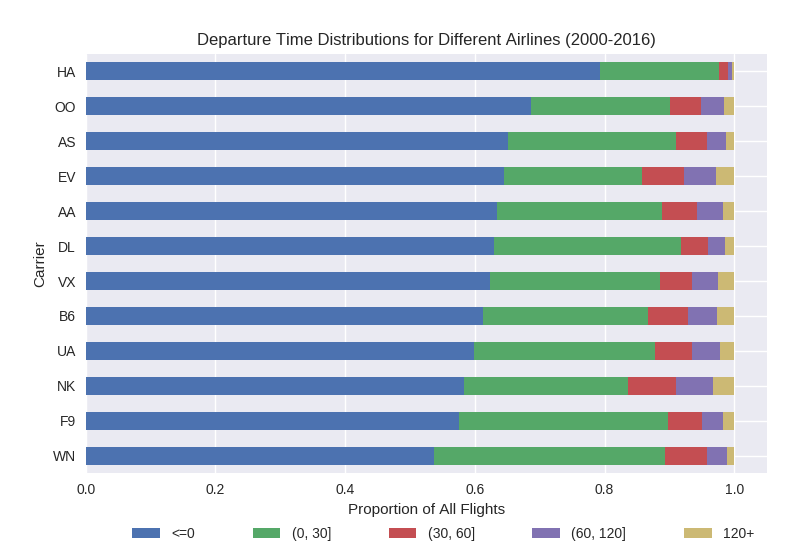 Departure Time Distributions for Different Airlines (2000-2016)
HA
OO
AS
EV
AA
DL
VX
B6
UA
NK
F9
WN
Carrier
0.0 0.2 0.4 0.6 0.8 1.0
Proportion of All Flights
<=0 (0, 30] (30, 60] (60, 120] 120+